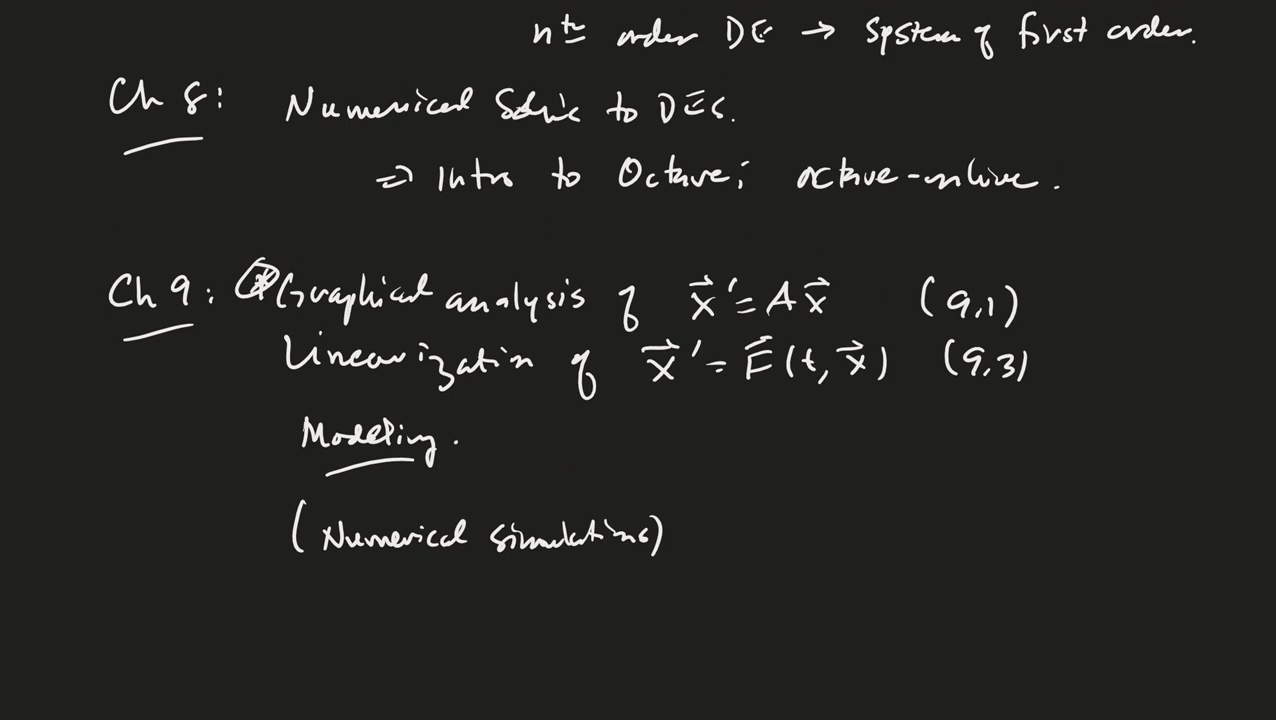 nth order DE → System of first order.
Ch 8: Numerical Solns to DEs.
⇒ Intro to Octave; octave-online.
Ch 9: * Graphical analysis of x⃗' = Ax⃗ (9.1)
Linearization of x⃗' = F⃗(t, x⃗) (9.3)
Modeling.
(Numerical simulations)